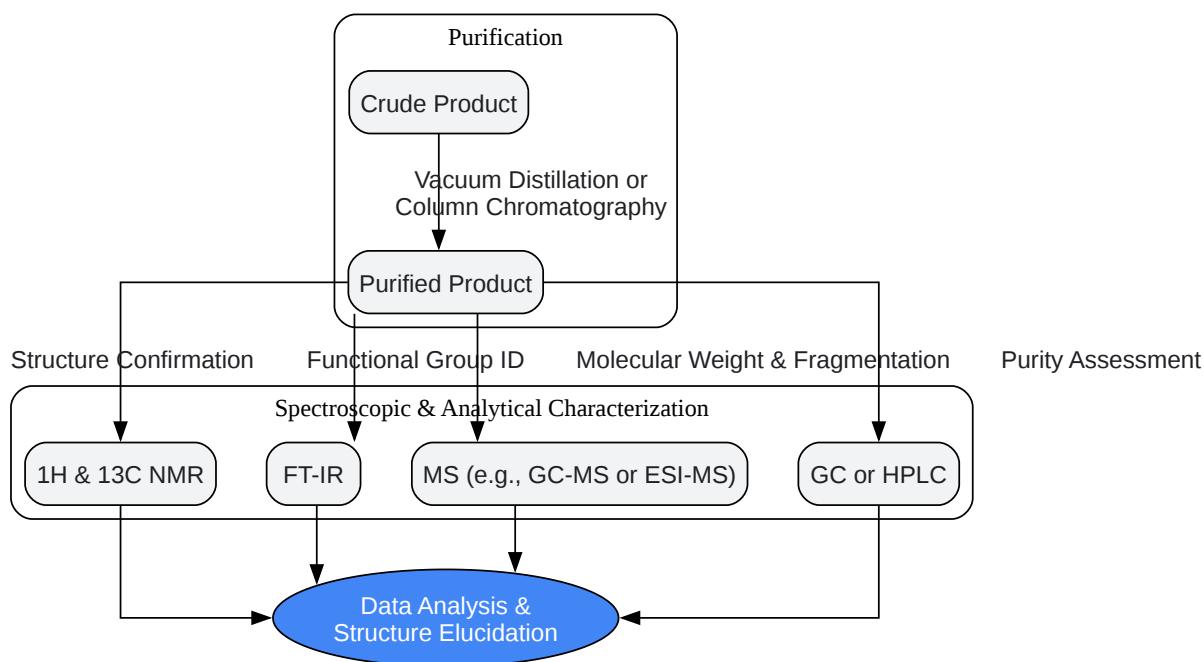 Purification
Crude Product
Vacuum Distillation or
Column Chromatography
Purified Product
Structure Confirmation
Functional Group ID
Molecular Weight & Fragmentation
Purity Assessment
Spectroscopic & Analytical Characterization
1H & 13C NMR
FT-IR
MS (e.g., GC-MS or ESI-MS)
GC or HPLC
Data Analysis &
Structure Elucidation